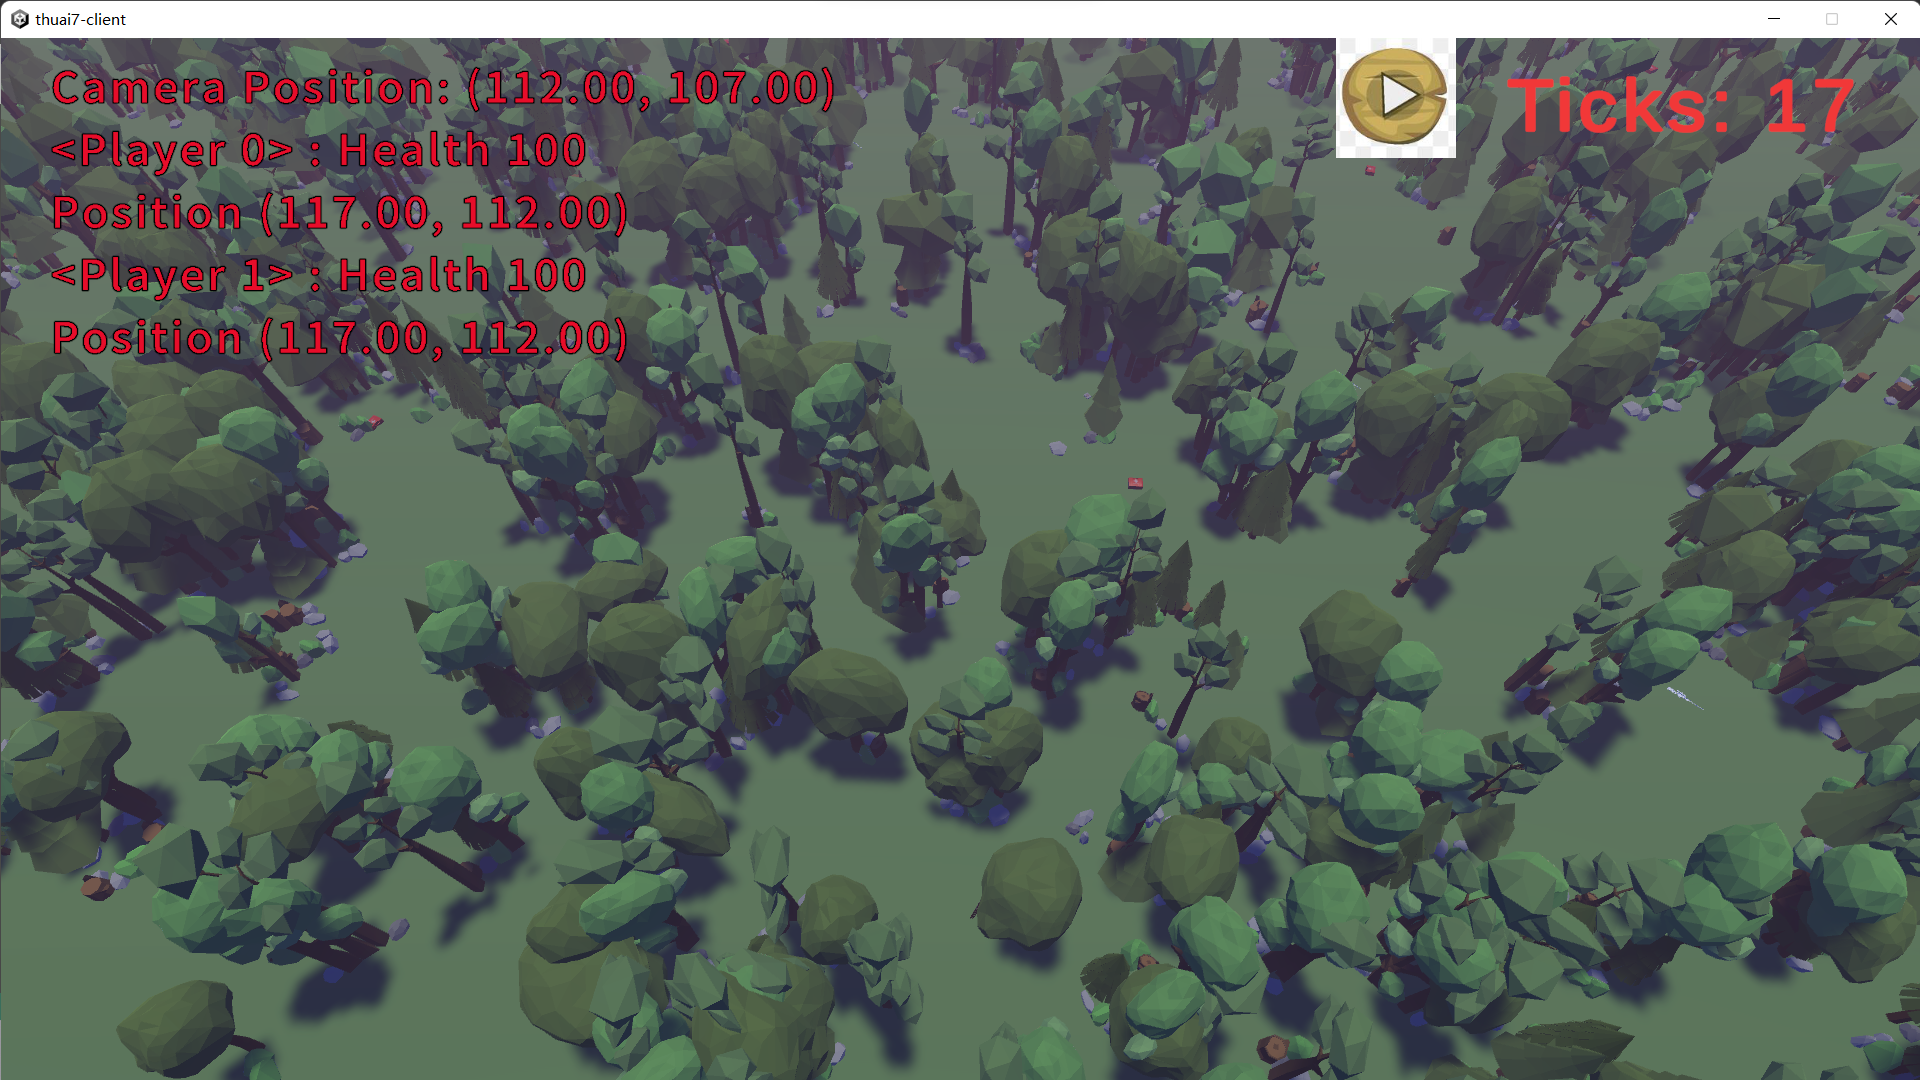 thuai7-client
Camera Position: (112.00, 107.00)
<Player 0> : Health 100
Position (117.00, 112.00)
<Player 1> : Health 100
Position (117.00, 112.00)
Ticks: 17